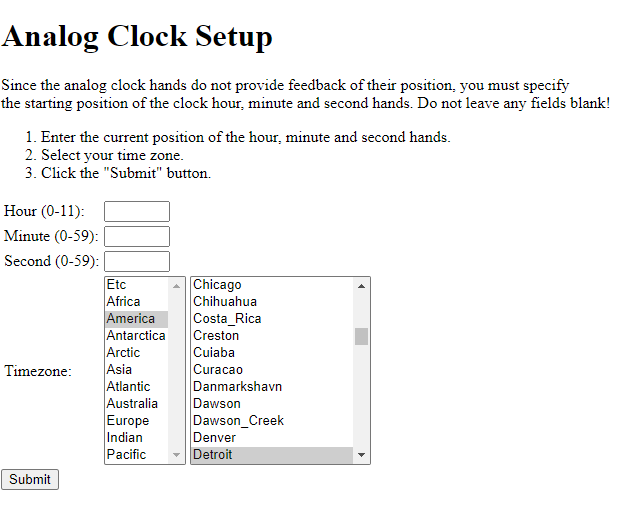 Analog Clock Setup
Since the analog clock hands do not provide feedback of their position, you must specify
the starting position of the clock hour, minute and second hands. Do not leave any fields blank!
1. Enter the current position of the hour, minute and second hands.
2. Select your time zone.
3. Click the "Submit" button.
Hour (0-11):
Minute (0-59):
Second (0-59):
Timezone:
Etc
Africa
America
Antarctica
Arctic
Asia
Atlantic
Australia
Europe
Indian
Pacific
Chicago
Chihuahua
Costa_Rica
Creston
Cuiaba
Curacao
Danmarkshavn
Dawson
Dawson_Creek
Denver
Detroit
Submit